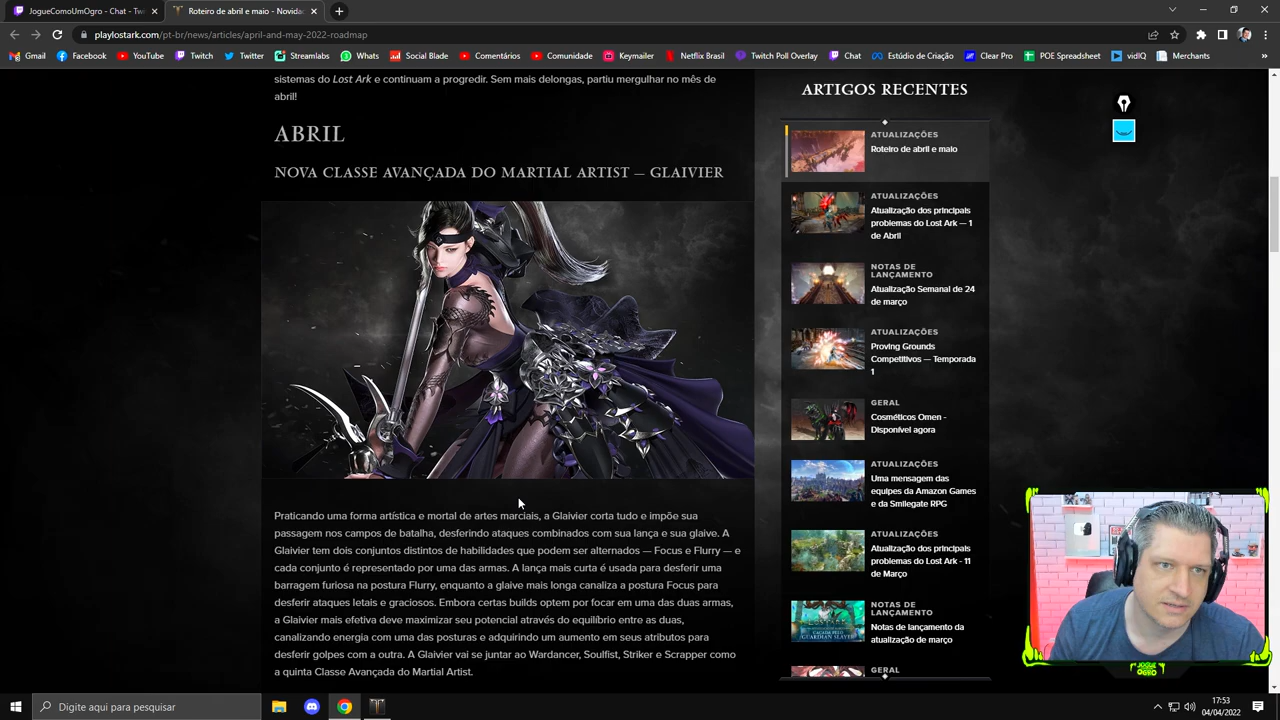 JogueComoUmOgro - Chat - Twi
Roteiro de abril e maio - Novidad
playlostark.com/pt-br/news/articles/april-and-may-2022-roadmap
Gmail
Facebook
YouTube
Twitch
Twitter
Streamlabs
Whats
Social Blade
Comentários
Comunidade
Keymailer
Netflix Brasil
Twitch Poll Overlay
Chat
Estúdio de Criação
Clear Pro
POE Spreadsheet
vidIQ
Merchants
sistemas do Lost Ark e continuam a progredir. Sem mais delongas, partiu mergulhar no mês de
abril!
ABRIL
NOVA CLASSE AVANÇADA DO MARTIAL ARTIST — GLAIVIER
Praticando uma forma artística e mortal de artes marciais, a Glaivier corta tudo e impõe sua
passagem nos campos de batalha, desferindo ataques combinados com sua lança e sua glaive. A
Glaivier tem dois conjuntos distintos de habilidades que podem ser alternados — Focus e Flurry — e
cada conjunto é representado por uma das armas. A lança mais curta é usada para desferir uma
barragem furiosa na postura Flurry, enquanto a glaive mais longa canaliza a postura Focus para
desferir ataques letais e graciosos. Embora certas builds optem por focar em uma das duas armas,
a Glaivier mais efetiva deve maximizar seu potencial através do equilíbrio entre as duas,
canalizando energia com uma das posturas e adquirindo um aumento em seus atributos para
desferir golpes com a outra. A Glaivier vai se juntar ao Wardancer, Soulfist, Striker e Scrapper como
a quinta Classe Avançada do Martial Artist.
ARTIGOS RECENTES
ATUALIZAÇÕES
Roteiro de abril e maio
ATUALIZAÇÕES
Atualização dos principais
problemas do Lost Ark — 1
de Abril
NOTAS DE
LANÇAMENTO
Atualização Semanal de 24
de março
ATUALIZAÇÕES
Proving Grounds
Competitivos — Temporada
1
GERAL
Cosméticos Omen -
Disponível agora
ATUALIZAÇÕES
Uma mensagem das
equipes da Amazon Games
e da Smilegate RPG
ATUALIZAÇÕES
Atualização dos principais
problemas do Lost Ark - 11
de Março
NOTAS DE
LANÇAMENTO
Notas de lançamento da
atualização de março
GERAL
Digite aqui para pesquisar
17:53
04/04/2022